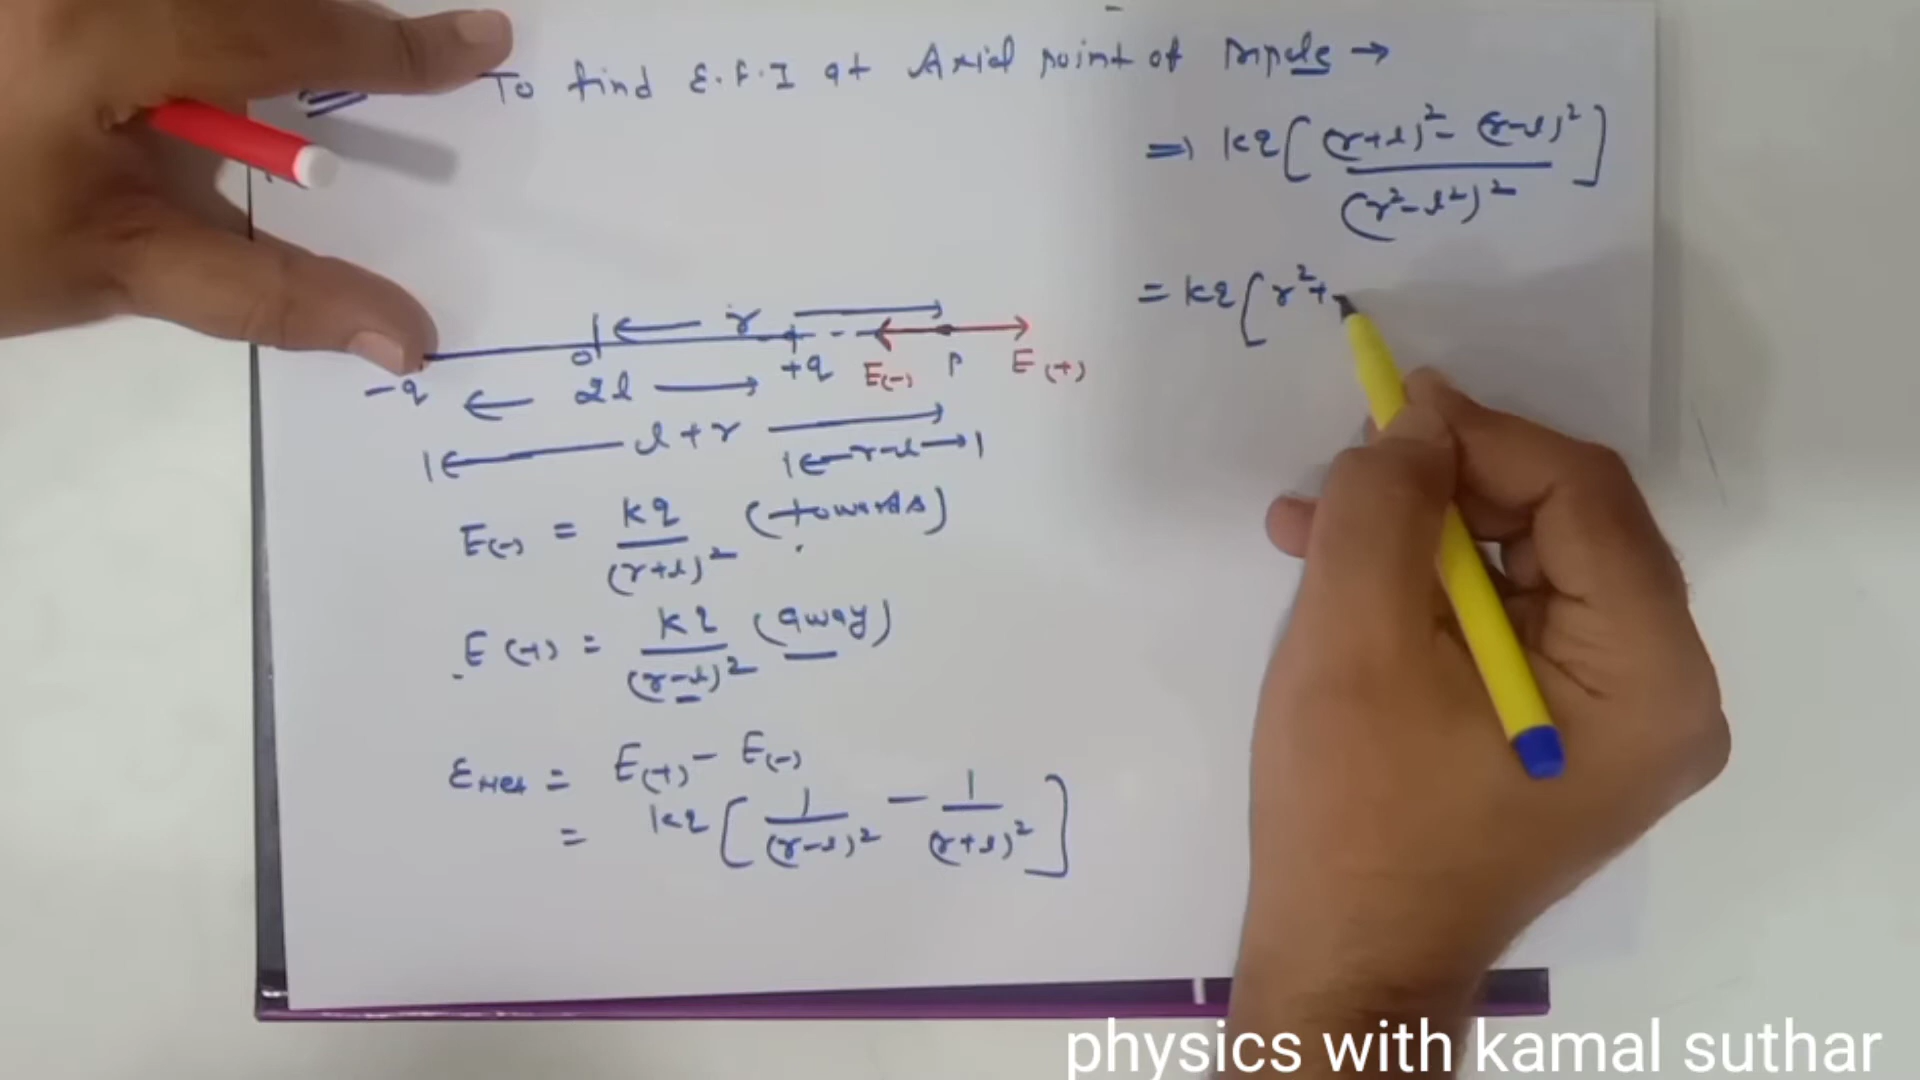 To find E.F.I at Axial point of Dipole →
r
-q 0 +q E(-) P E(+)
2l
l+r
r-l
E(-) = kq/(r+l)² (towards)
E(+) = kq/(r-l)² (away)
ENet = E(+) - E(-)
= kq[1/(r-l)² - 1/(r+l)²]
⇒ kq[((r+l)² - (r-l)²)/(r²-l²)²]
= kq[r²+
physics with kamal suthar